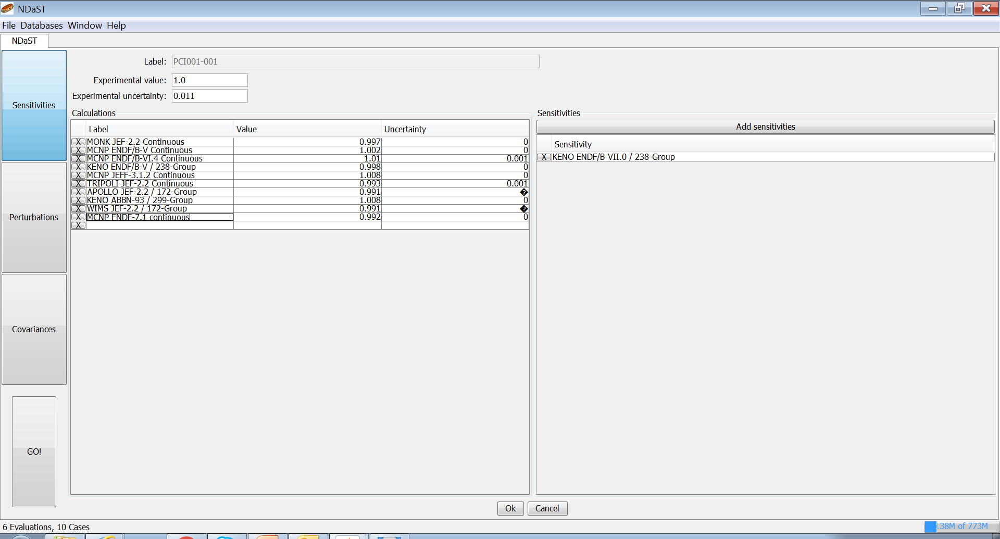 NDaST
File Databases Window Help
NDaST
Sensitivities
Perturbations
Covariances
GO!
Label: PCI001-001
Experimental value: 1.0
Experimental uncertainty: 0.011
Calculations
Label Value Uncertainty
X MONK JEF-2.2 Continuous 0.997 0
X MCNP ENDF/B-V Continuous 1.002 0
X MCNP ENDF/B-VI.4 Continuous 1.01 0.001
X KENO ENDF/B-V / 238-Group 0.998 0
X MCNP JEFF-3.1.2 Continuous 1.008 0
X TRIPOLI JEF-2.2 Continuous 0.993 0.001
X APOLLO JEF-2.2 / 172-Group 0.991 �
X KENO ABBN-93 / 299-Group 1.008 0
X WIMS JEF-2.2 / 172-Group 0.991 �
X MCNP ENDF-7.1 continuous 0.992 0
X
Sensitivities
Add sensitivities
Sensitivity
X KENO ENDF/B-VII.0 / 238-Group
Ok Cancel
6 Evaluations, 10 Cases
138M of 773M